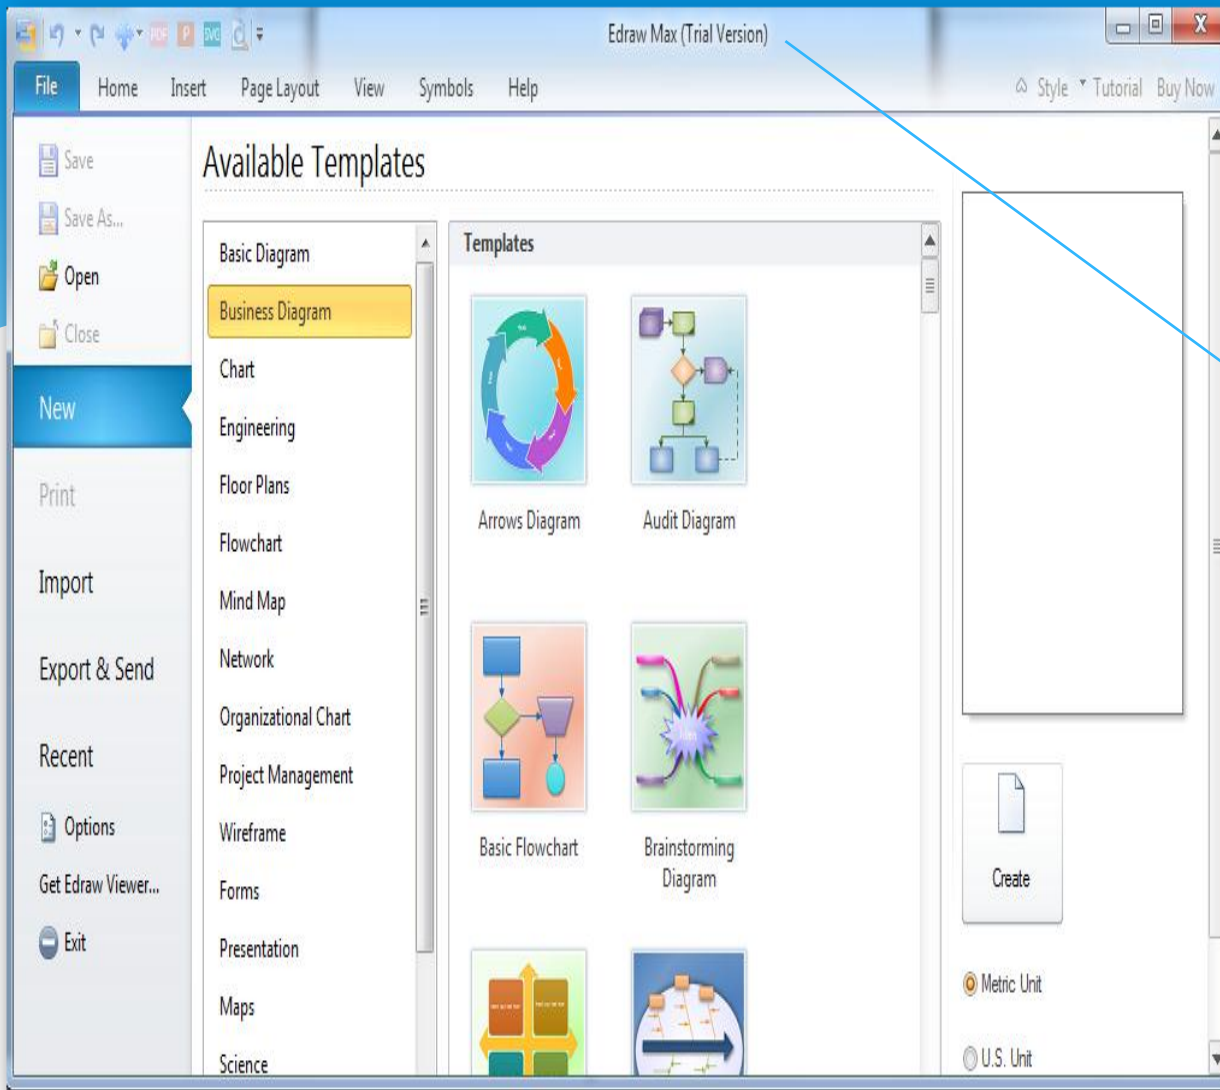 PDF P SVG
Edraw Max (Trial Version)
File Home Insert Page Layout View Symbols Help Style Tutorial Buy Now
Save
Save As...
Open
Close
New
Print
Import
Export & Send
Recent
Options
Get Edraw Viewer...
Exit
Available Templates
Basic Diagram
Business Diagram
Chart
Engineering
Floor Plans
Flowchart
Mind Map
Network
Organizational Chart
Project Management
Wireframe
Forms
Presentation
Maps
Science
Templates
Arrows Diagram
Audit Diagram
Basic Flowchart
Brainstorming
Diagram
Create
Metric Unit
U.S. Unit